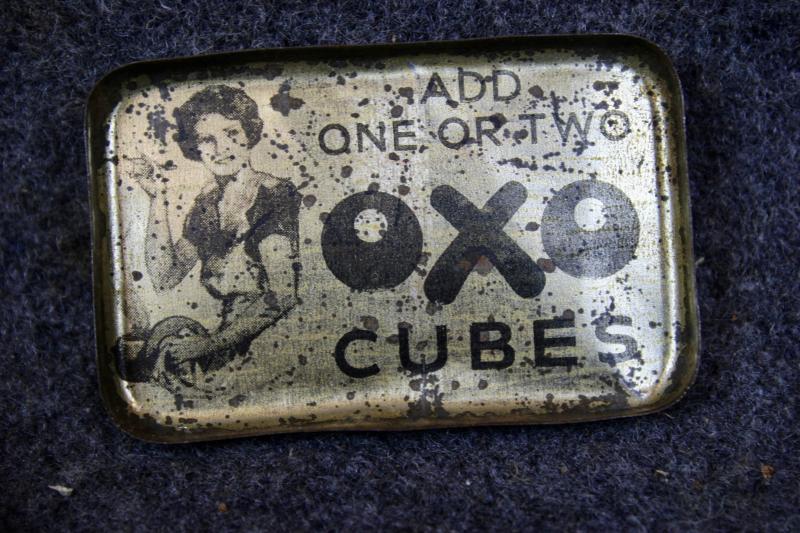 ADD
ONE OR TWO
OXO
CUBES